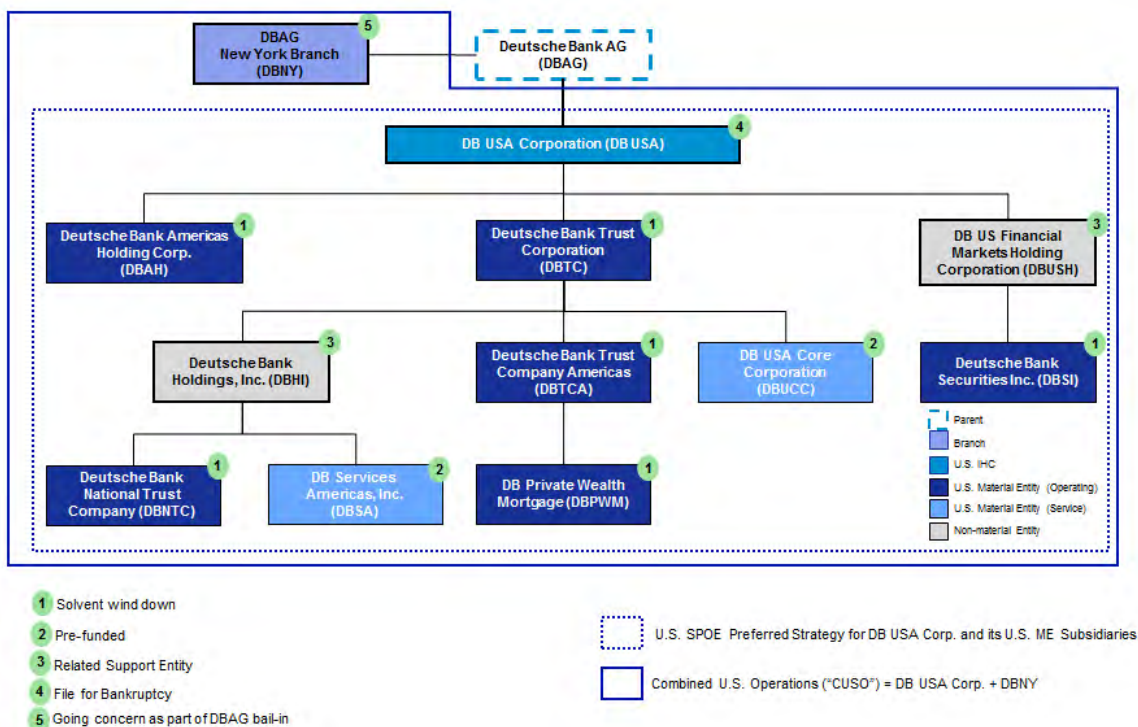 5
DBAG
New York Branch
(DBNY)
Deutsche Bank AG
(DBAG)
4
DB USA Corporation (DB USA)
1
Deutsche Bank Americas
Holding Corp.
(DBAH)
1
Deutsche Bank Trust
Corporation
(DBTC)
3
DB US Financial
Markets Holding
Corporation (DBUSH)
3
Deutsche Bank
Holdings, Inc. (DBHI)
1
Deutsche Bank Trust
Company Americas
(DBTCA)
2
DB USA Core
Corporation
(DBUCC)
1
Deutsche Bank
Securities Inc. (DBSI)
1
Deutsche Bank
National Trust
Company (DBNTC)
2
DB Services
Americas, Inc.
(DBSA)
1
DB Private Wealth
Mortgage (DBPWM)
Parent
Branch
U.S. IHC
U.S. Material Entity (Operating)
U.S. Material Entity (Service)
Non-material Entity
1 Solvent wind down
2 Pre-funded
3 Related Support Entity
4 File for Bankruptcy
5 Going concern as part of DBAG bail-in
U.S. SPOE Preferred Strategy for DB USA Corp. and its U.S. ME Subsidiaries
Combined U.S. Operations (“CUSO”) = DB USA Corp. + DBNY